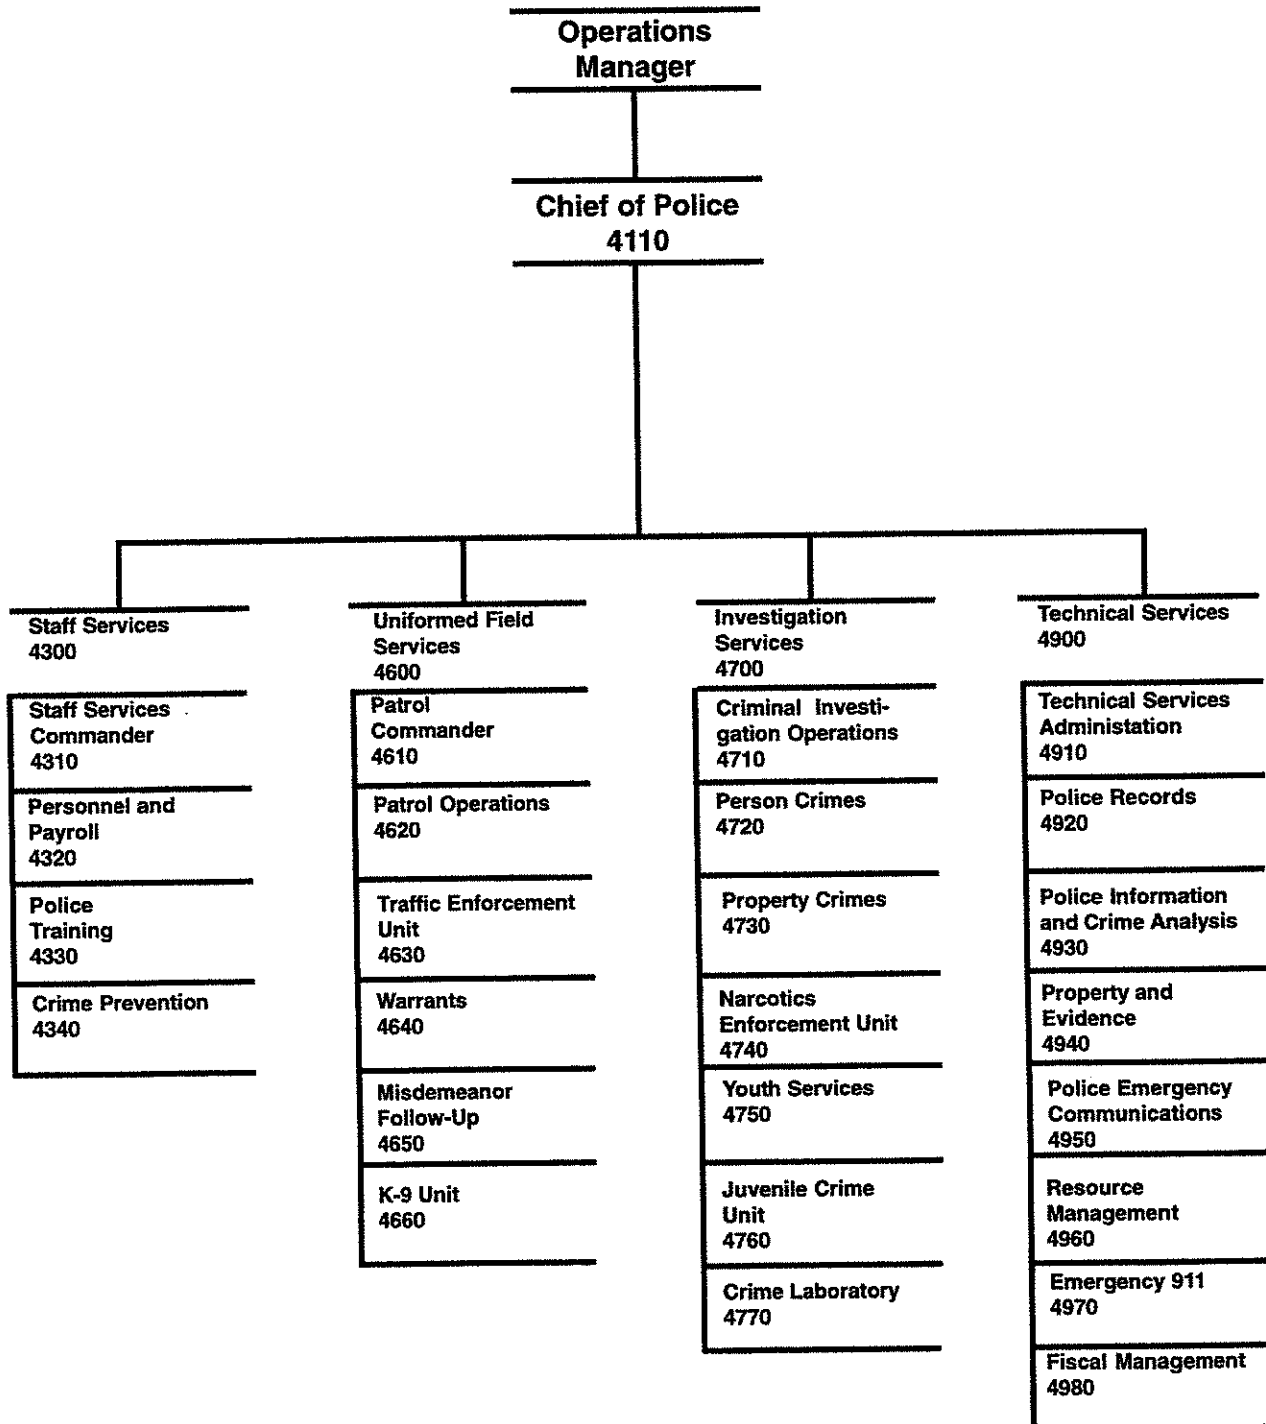 Operations
Manager
Chief of Police
4110
Staff Services
4300
Staff Services
Commander
4310
Personnel and
Payroll
4320
Police
Training
4330
Crime Prevention
4340
Uniformed Field
Services
4600
Patrol
Commander
4610
Patrol Operations
4620
Traffic Enforcement
Unit
4630
Warrants
4640
Misdemeanor
Follow-Up
4650
K-9 Unit
4660
Investigation
Services
4700
Criminal Investi-
gation Operations
4710
Person Crimes
4720
Property Crimes
4730
Narcotics
Enforcement Unit
4740
Youth Services
4750
Juvenile Crime
Unit
4760
Crime Laboratory
4770
Technical Services
4900
Technical Services
Administation
4910
Police Records
4920
Police Information
and Crime Analysis
4930
Property and
Evidence
4940
Police Emergency
Communications
4950
Resource
Management
4960
Emergency 911
4970
Fiscal Management
4980